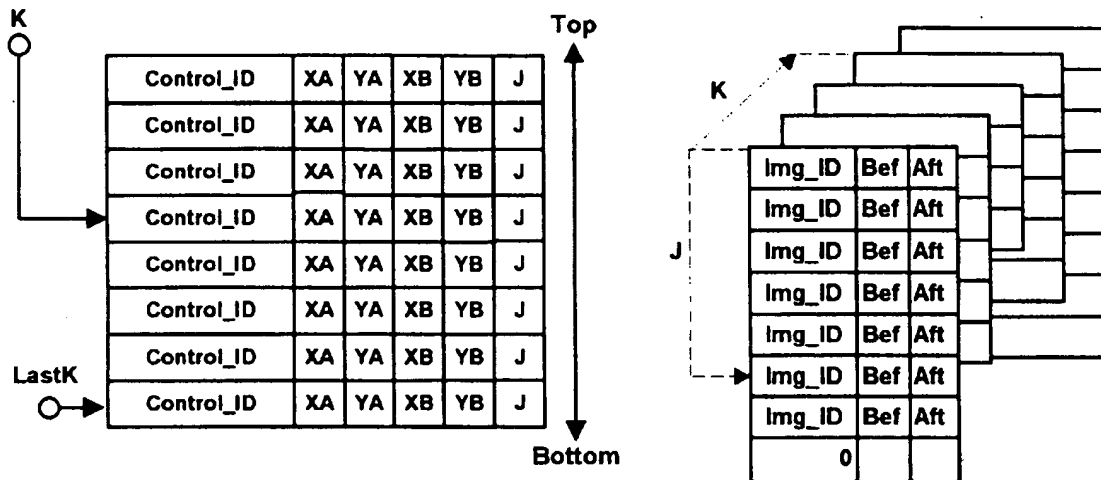 K
Top
Control_ID XA YA XB YB J
Control_ID XA YA XB YB J
Control_ID XA YA XB YB J
Control_ID XA YA XB YB J
Control_ID XA YA XB YB J
Control_ID XA YA XB YB J
Control_ID XA YA XB YB J
Control_ID XA YA XB YB J
LastK
Bottom
K
J
Img_ID Bef Aft
Img_ID Bef Aft
Img_ID Bef Aft
Img_ID Bef Aft
Img_ID Bef Aft
Img_ID Bef Aft
Img_ID Bef Aft
0